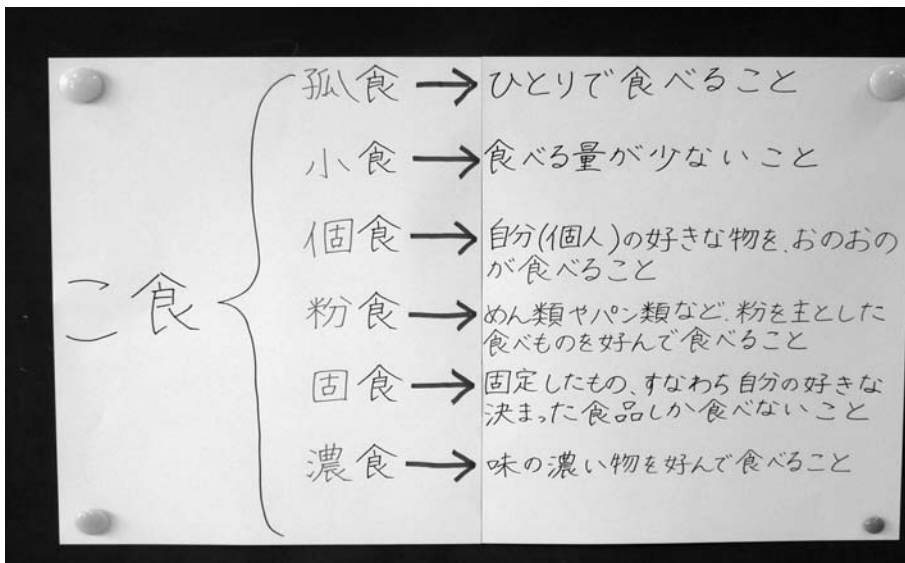 こ食
孤食→ひとりで食べること
小食→食べる量が少ないこと
個食→自分(個人)の好きな物を、おのおの
が食べること
粉食→めん類やパン類など、粉を主とした
食べものを好んで食べること
固食→固定したもの、すなわち自分の好きな
決まった食品しか食べないこと
濃食→味の濃い物を好んで食べること